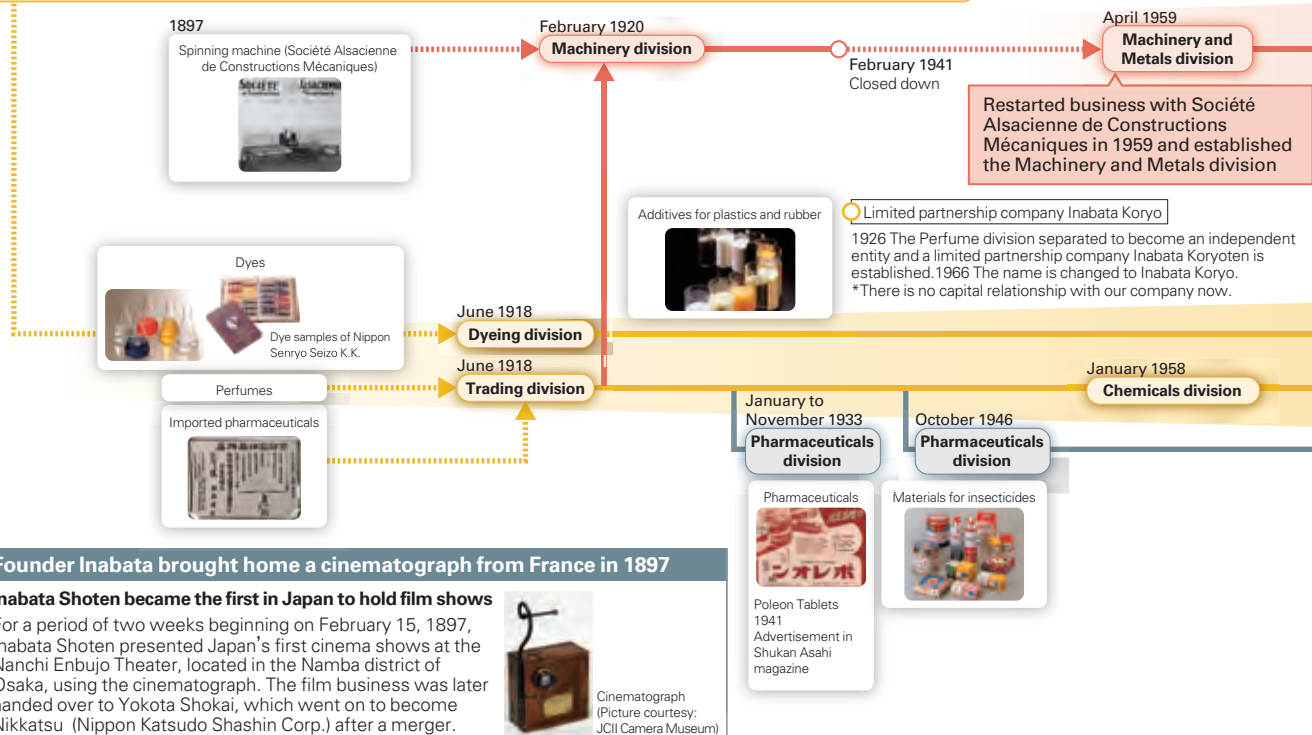 1897
Spinning machine (Société Alsacienne
de Constructions Mécaniques)
SOCIÉTÉ ALSACIENNE
February 1920
Machinery division
February 1941
Closed down
April 1959
Machinery and
Metals division
Restarted business with Société
Alsacienne de Constructions
Mécaniques in 1959 and established
the Machinery and Metals division
Additives for plastics and rubber
Limited partnership company Inabata Koryo
1926 The Perfume division separated to become an independent
entity and a limited partnership company Inabata Koryoten is
established.1966 The name is changed to Inabata Koryo.
*There is no capital relationship with our company now.
Dyes
Dye samples of Nippon
Senryo Seizo K.K.
June 1918
Dyeing division
Perfumes
June 1918
Trading division
Imported pharmaceuticals
January 1958
Chemicals division
January to
November 1933
Pharmaceuticals
division
October 1946
Pharmaceuticals
division
Pharmaceuticals
ンオレポ
Poleon Tablets
1941
Advertisement in
Shukan Asahi
magazine
Materials for insecticides
Founder Inabata brought home a cinematograph from France in 1897
Inabata Shoten became the first in Japan to hold film shows
For a period of two weeks beginning on February 15, 1897,
Inabata Shoten presented Japan's first cinema shows at the
Nanchi Enbujo Theater, located in the Namba district of
Osaka, using the cinematograph. The film business was later
handed over to Yokota Shokai, which went on to become
Nikkatsu (Nippon Katsudo Shashin Corp.) after a merger.
Cinematograph
(Picture courtesy:
JCII Camera Museum)